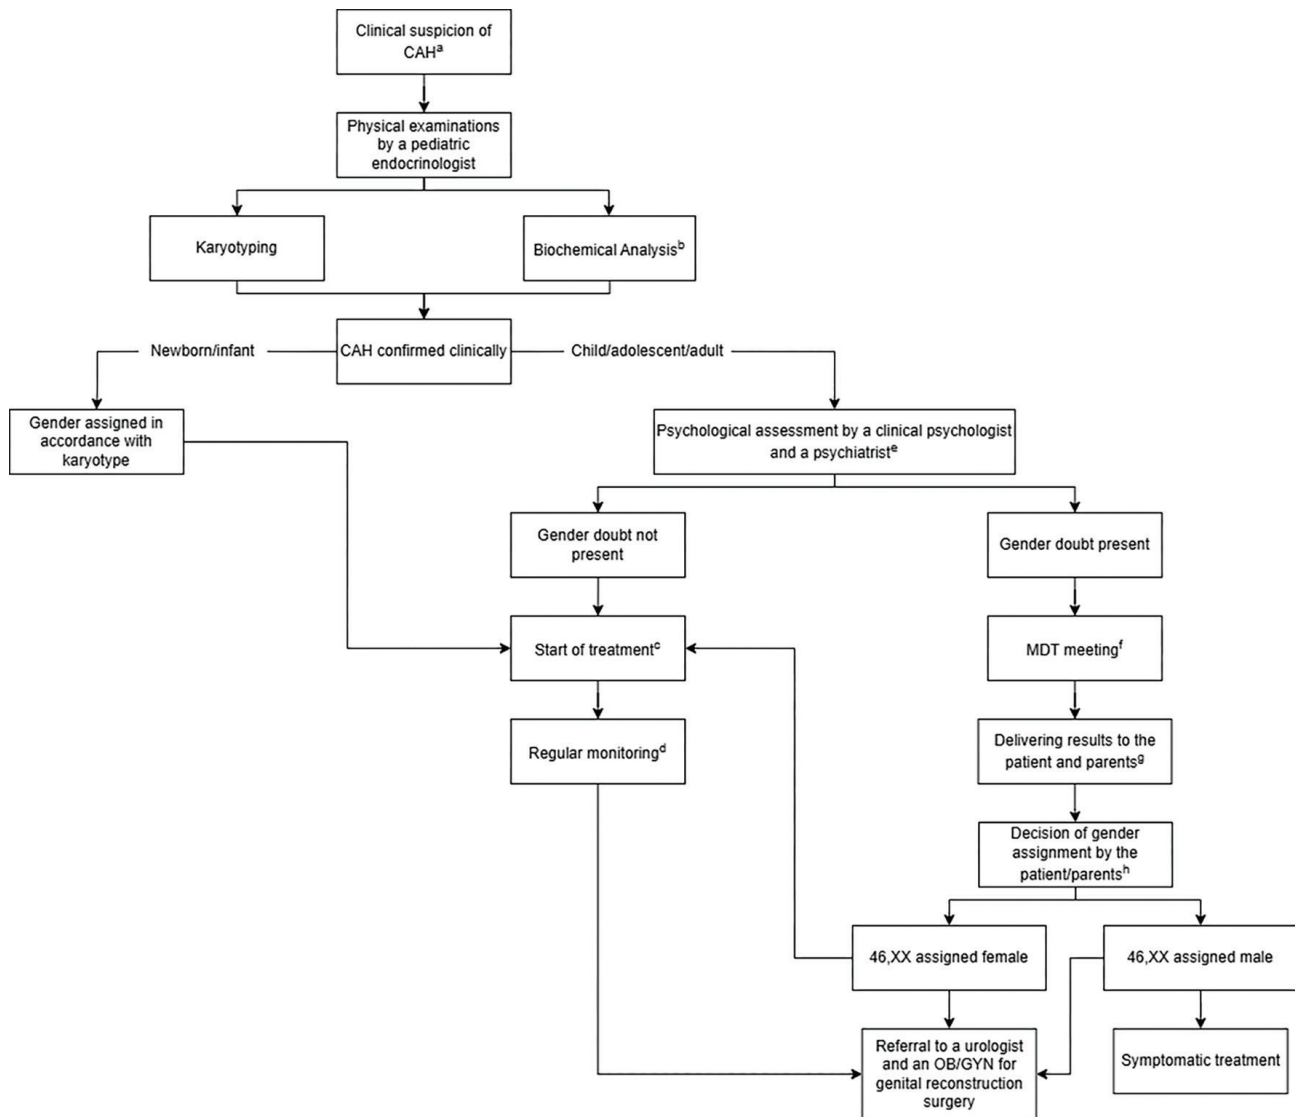 Clinical suspicion of
CAHᵃ
Physical examinations
by a pediatric
endocrinologist
Karyotyping
Biochemical Analysisᵇ
Newborn/infant
CAH confirmed clinically
Child/adolescent/adult
Gender assigned in
accordance with
karyotype
Psychological assessment by a clinical psychologist
and a psychiatristᵉ
Gender doubt not
present
Gender doubt present
Start of treatmentᶜ
MDT meetingᶠ
Regular monitoringᵈ
Delivering results to the
patient and parentsᵍ
Decision of gender
assignment by the
patient/parentsʰ
46,XX assigned female
46,XX assigned male
Referral to a urologist
and an OB/GYN for
genital reconstruction
surgery
Symptomatic treatment